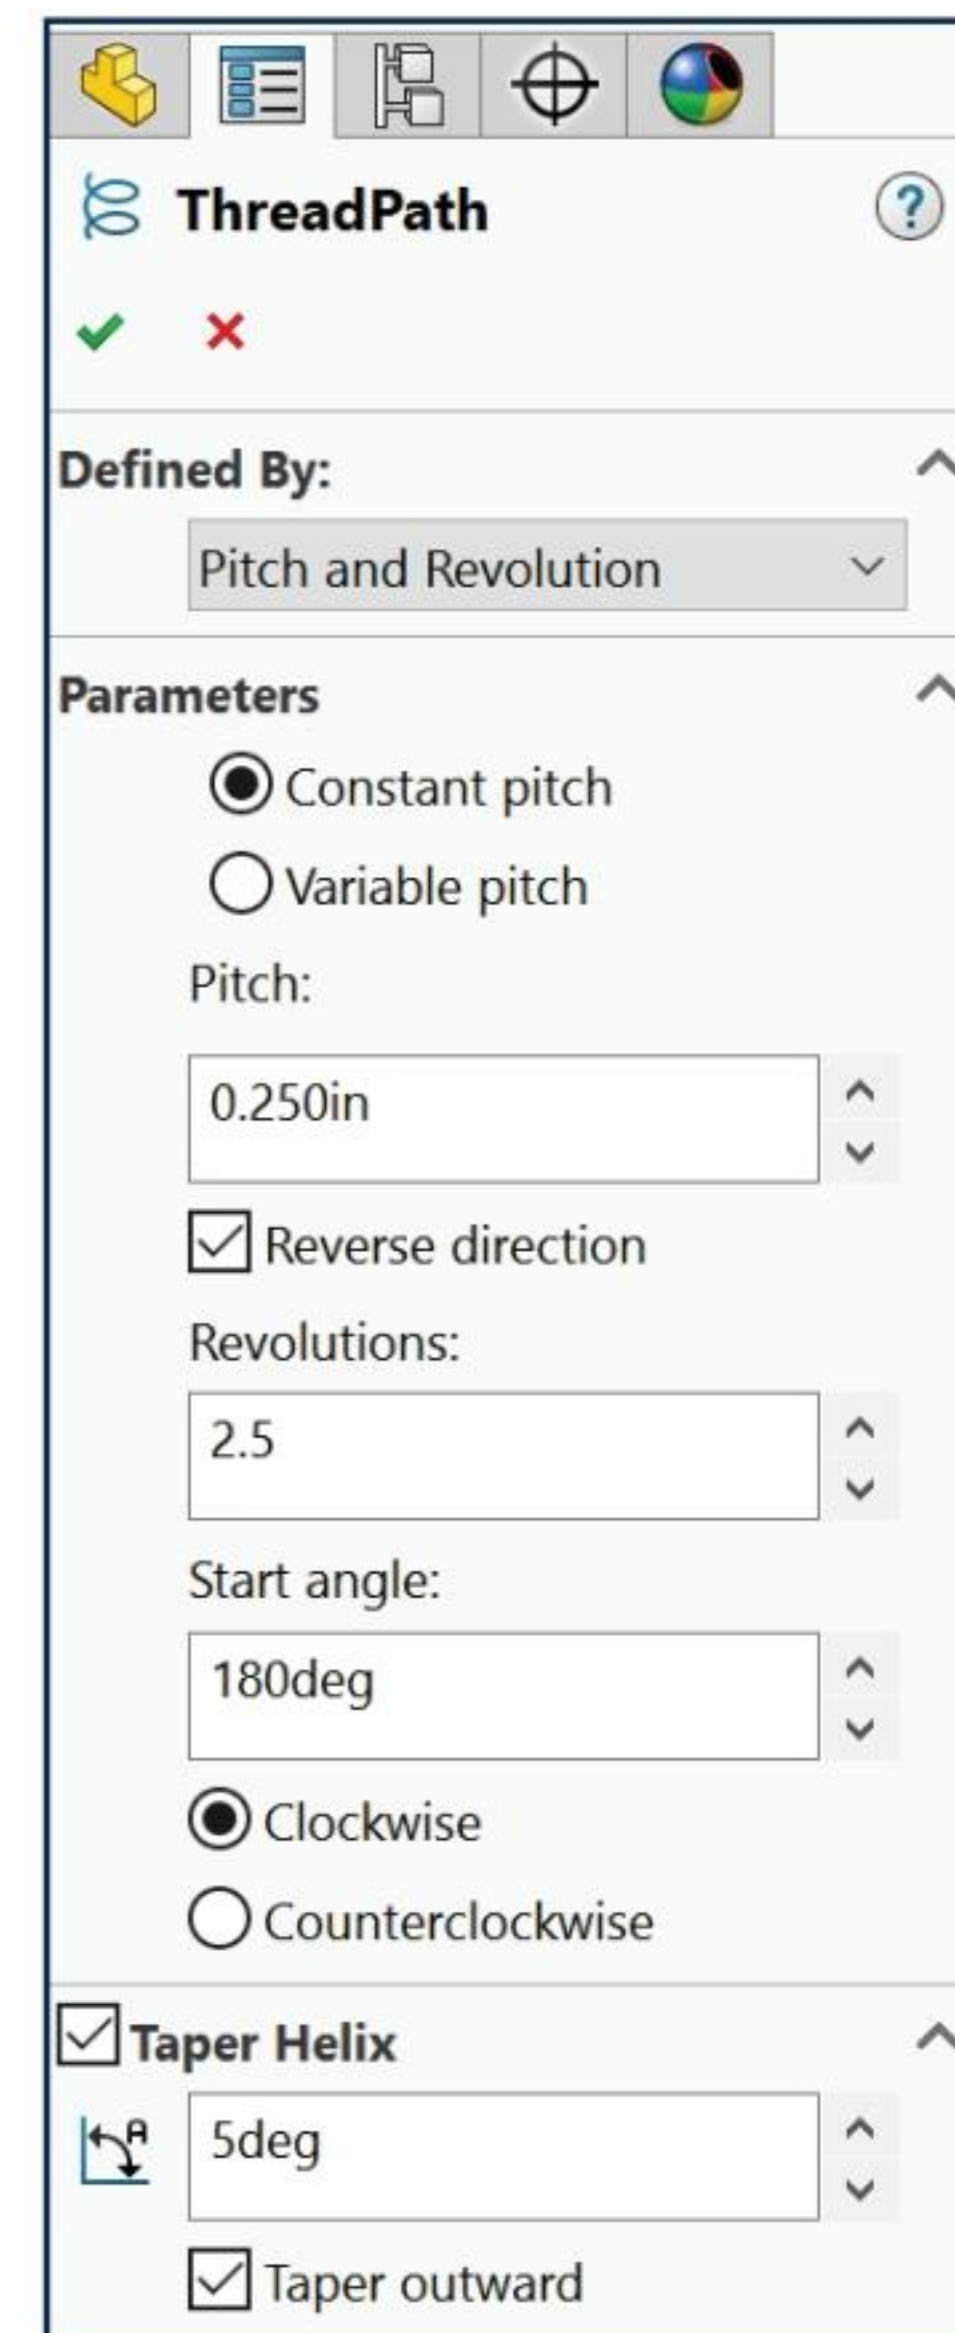 ThreadPath
?
Defined By:
Pitch and Revolution
Parameters
Constant pitch
Variable pitch
Pitch:
0.250in
Reverse direction
Revolutions:
2.5
Start angle:
180deg
Clockwise
Counterclockwise
Taper Helix
A
5deg
Taper outward